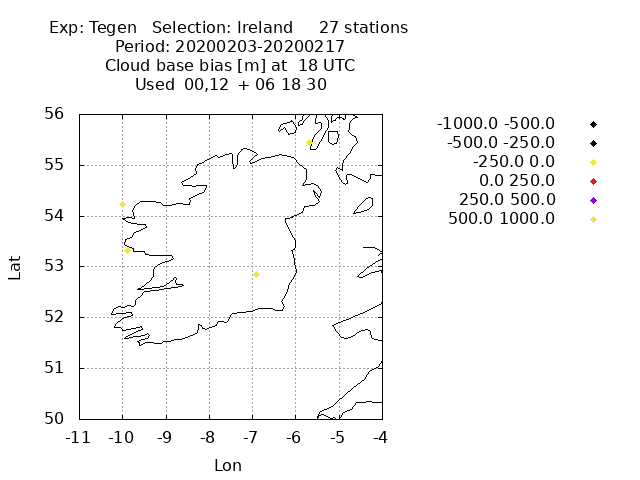 Exp: Tegen   Selection: Ireland     27 stations
Period: 20200203-20200217
Cloud base bias [m] at  18 UTC
Used  00,12  + 06 18 30
-1000.0 -500.0
-500.0 -250.0
-250.0 0.0
0.0 250.0
250.0 500.0
500.0 1000.0
56
55
54
53
52
51
50
Lat
-11 -10 -9 -8 -7 -6 -5 -4
Lon